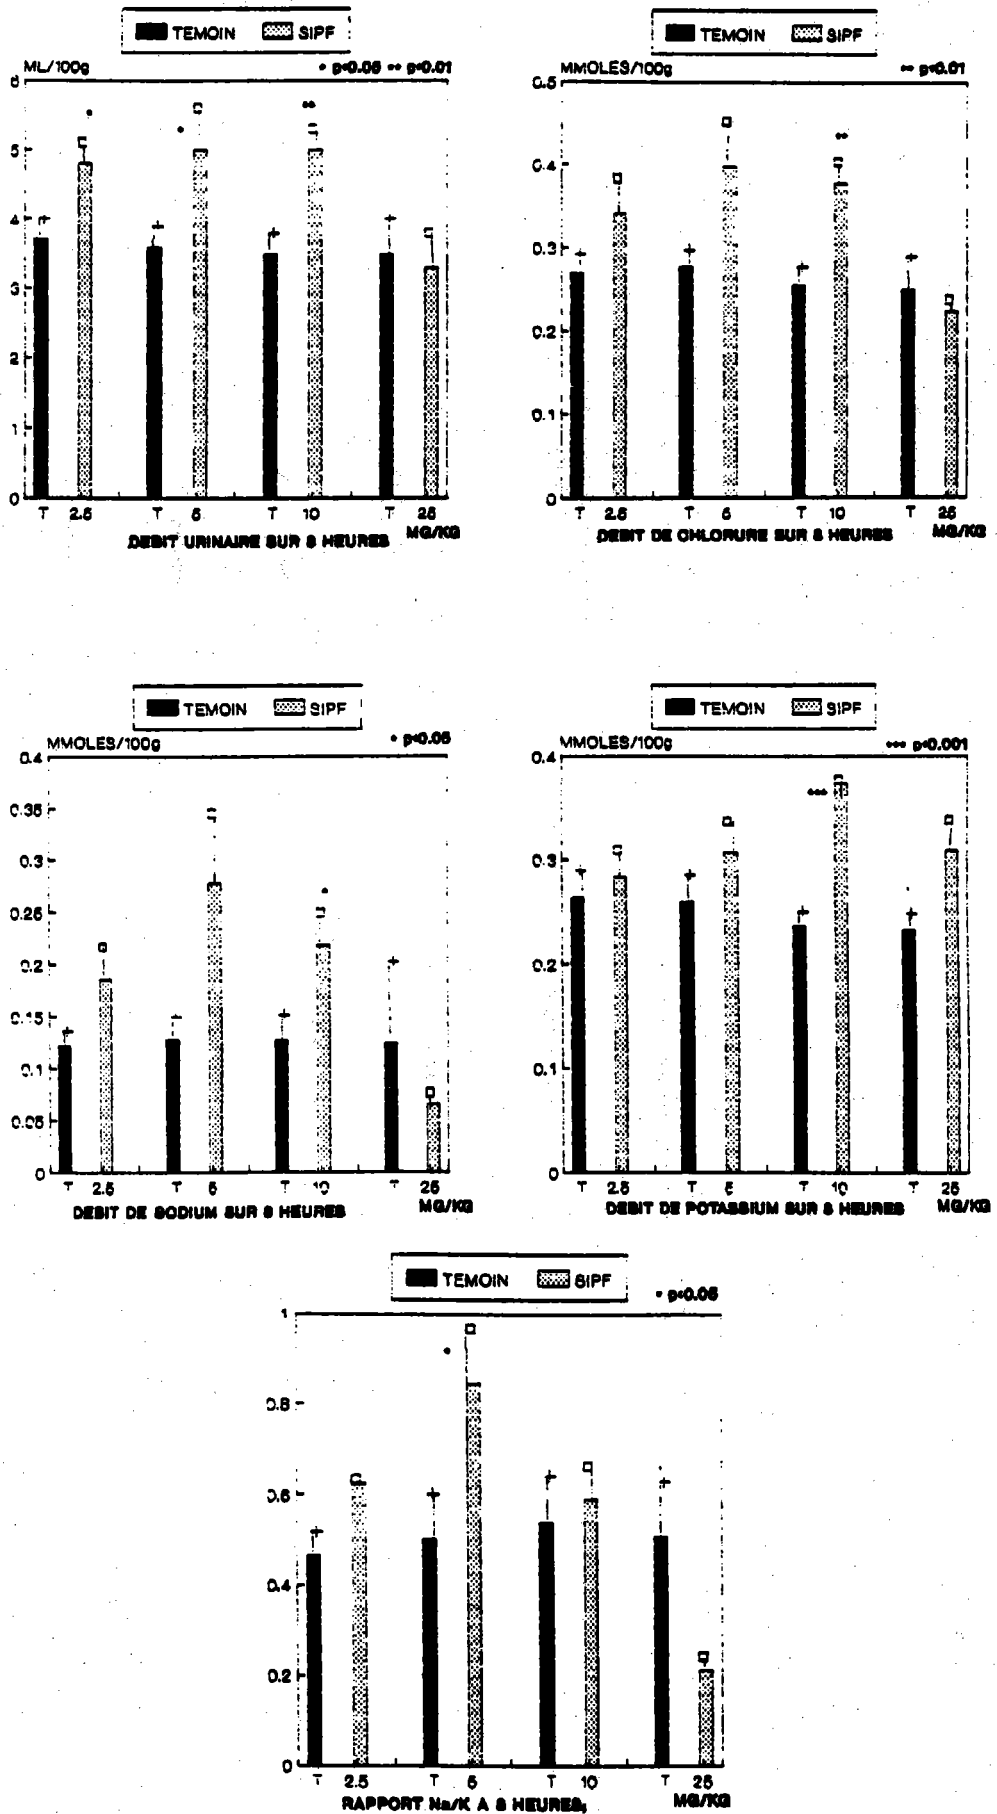 TEMOIN SIPF
ML/100g * p<0.05 ** p<0.01
6
5
4
3
2
1
0
T 2.5 T 5 T 10 T 25
MG/KG
DEBIT URINAIRE SUR 8 HEURES
TEMOIN SIPF
MMOLES/100g ** p<0.01
0.5
**
0.4
0.3
0.2
0.1
0
T 2.5 T 5 T 10 T 25
DEBIT DE CHLORURE SUR 8 HEURES MG/KG
TEMOIN SIPF
MMOLES/100g * p<0.05
0.4
0.35
0.3
0.25
0.2
0.15
0.1
0.05
0
T 2.5 T 5 T 10 T 25
DEBIT DE SODIUM SUR 8 HEURES MG/KG
TEMOIN SIPF
MMOLES/100g *** p<0.001
0.4
***
0.3
0.2
0.1
0
T 2.5 T 5 T 10 T 25
DEBIT DE POTASSIUM SUR 8 HEURES MG/KG
TEMOIN SIPF
* p<0.05
1
*
0.8
0.6
0.4
0.2
0
T 2.5 T 5 T 10 T 25
RAPPORT Na/K A 8 HEURES, MG/KG